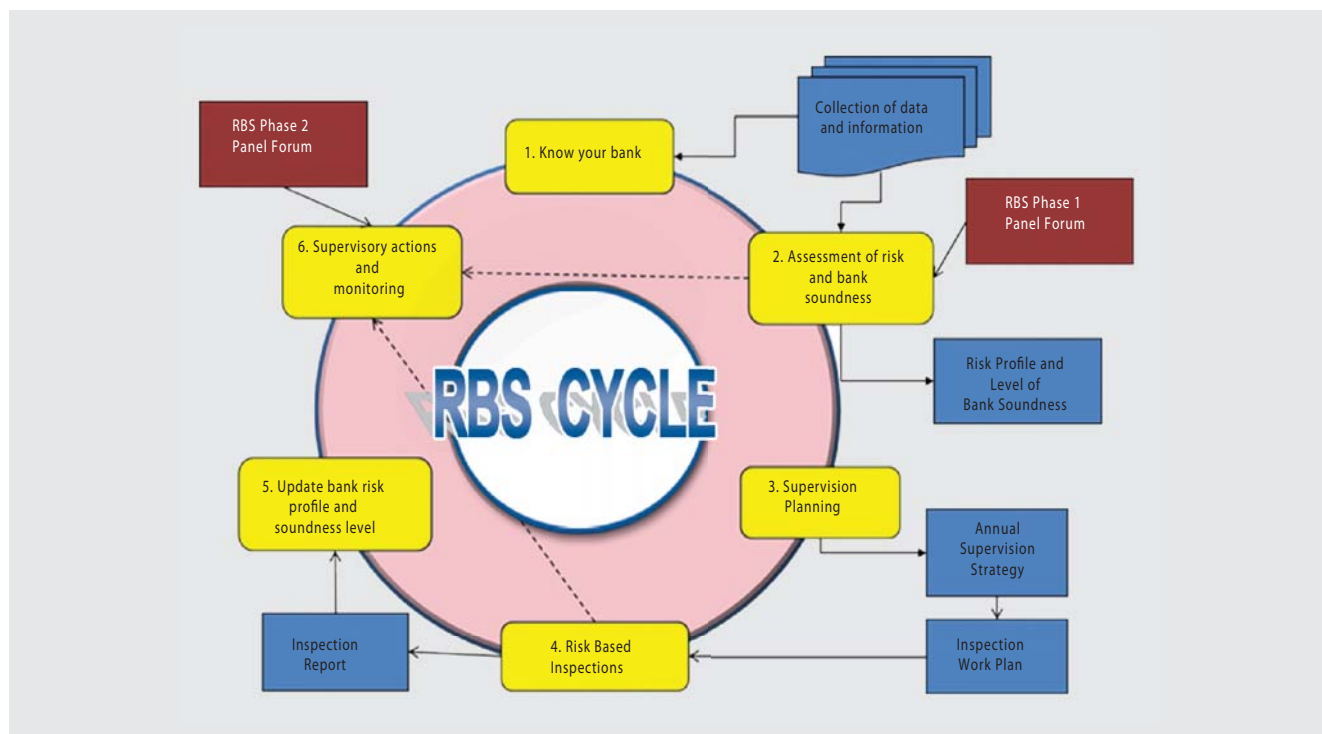 RBS Phase 2
Panel Forum
1. Know your bank
Collection of data
and information
RBS Phase 1
Panel Forum
6. Supervisory actions
and
monitoring
2. Assessment of risk
and bank
soundness
Risk Profile and
Level of
Bank Soundness
RBS CYCLE
5. Update bank risk
profile and
soundness level
3. Supervision
Planning
Annual
Supervision
Strategy
Inspection
Report
4. Risk Based
Inspections
Inspection
Work Plan